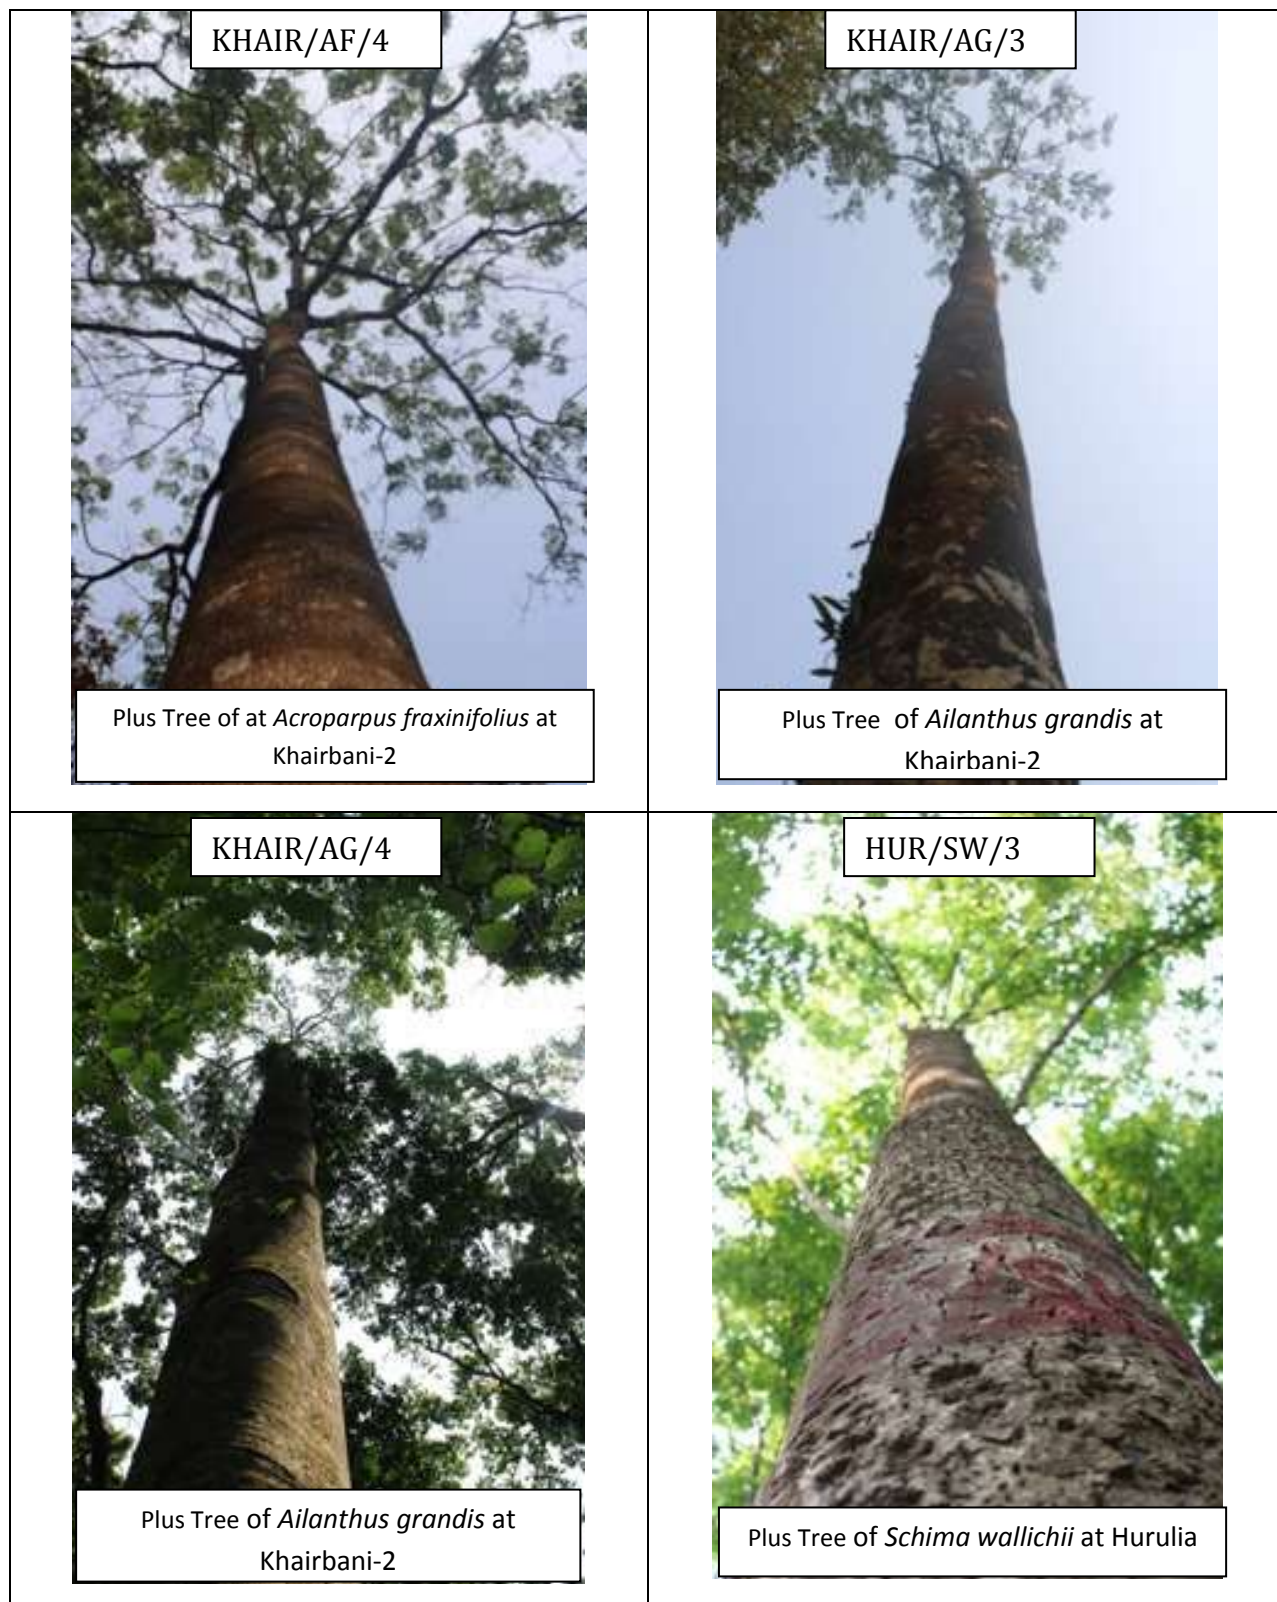 KHAIR/AF/4
KHAIR/AG/3
Plus Tree of at Acroparpus fraxinifolius at
Khairbani-2
Plus Tree of Ailanthus grandis at
Khairbani-2
KHAIR/AG/4
HUR/SW/3
Plus Tree of Ailanthus grandis at
Khairbani-2
Plus Tree of Schima wallichii at Hurulia